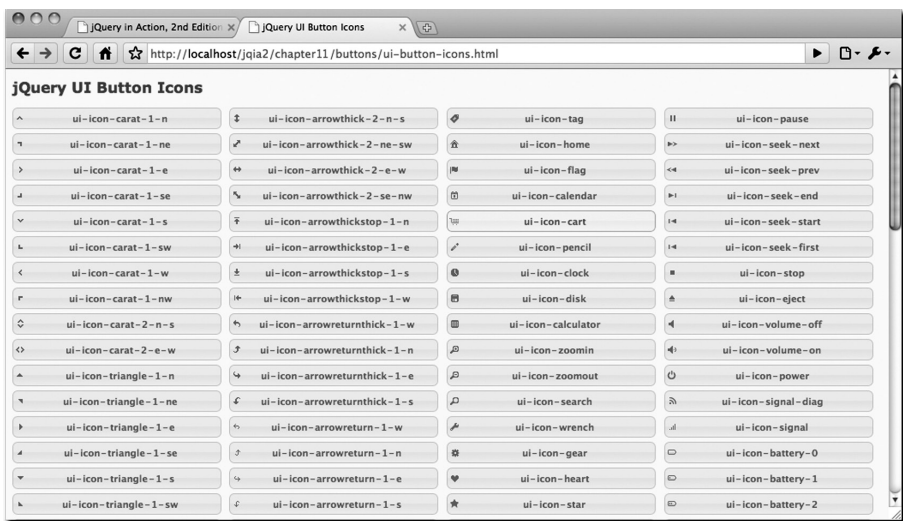 jQuery in Action, 2nd Edition
jQuery UI Button Icons
http://localhost/jqia2/chapter11/buttons/ui-button-icons.html
jQuery UI Button Icons
ui-icon-carat-1-n ui-icon-arrowthick-2-n-s ui-icon-tag ui-icon-pause
ui-icon-carat-1-ne ui-icon-arrowthick-2-ne-sw ui-icon-home ui-icon-seek-next
ui-icon-carat-1-e ui-icon-arrowthick-2-e-w ui-icon-flag ui-icon-seek-prev
ui-icon-carat-1-se ui-icon-arrowthick-2-se-nw ui-icon-calendar ui-icon-seek-end
ui-icon-carat-1-s ui-icon-arrowthickstop-1-n ui-icon-cart ui-icon-seek-start
ui-icon-carat-1-sw ui-icon-arrowthickstop-1-e ui-icon-pencil ui-icon-seek-first
ui-icon-carat-1-w ui-icon-arrowthickstop-1-s ui-icon-clock ui-icon-stop
ui-icon-carat-1-nw ui-icon-arrowthickstop-1-w ui-icon-disk ui-icon-eject
ui-icon-carat-2-n-s ui-icon-arrowreturnthick-1-w ui-icon-calculator ui-icon-volume-off
ui-icon-carat-2-e-w ui-icon-arrowreturnthick-1-n ui-icon-zoomin ui-icon-volume-on
ui-icon-triangle-1-n ui-icon-arrowreturnthick-1-e ui-icon-zoomout ui-icon-power
ui-icon-triangle-1-ne ui-icon-arrowreturnthick-1-s ui-icon-search ui-icon-signal-diag
ui-icon-triangle-1-e ui-icon-arrowreturn-1-w ui-icon-wrench ui-icon-signal
ui-icon-triangle-1-se ui-icon-arrowreturn-1-n ui-icon-gear ui-icon-battery-0
ui-icon-triangle-1-s ui-icon-arrowreturn-1-e ui-icon-heart ui-icon-battery-1
ui-icon-triangle-1-sw ui-icon-arrowreturn-1-s ui-icon-star ui-icon-battery-2